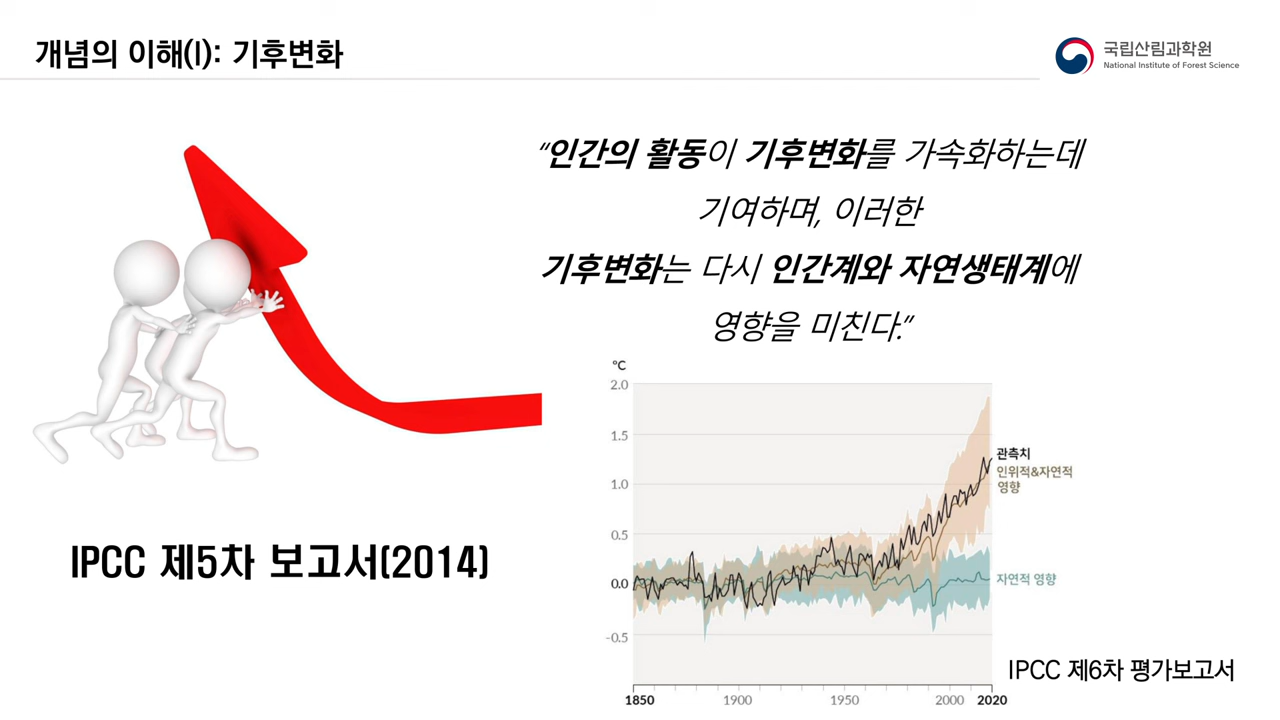 개념의 이해(I): 기후변화
국립산림과학원
National Institute of Forest Science
“인간의 활동이 기후변화를 가속화하는데
기여하며, 이러한
기후변화는 다시 인간계와 자연생태계에
영향을 미친다.”
IPCC 제5차 보고서(2014)
°C
2.0
1.5
1.0
0.5
0.0
-0.5
관측치
인위적&자연적
영향
자연적 영향
1850 1900 1950 2000 2020
IPCC 제6차 평가보고서